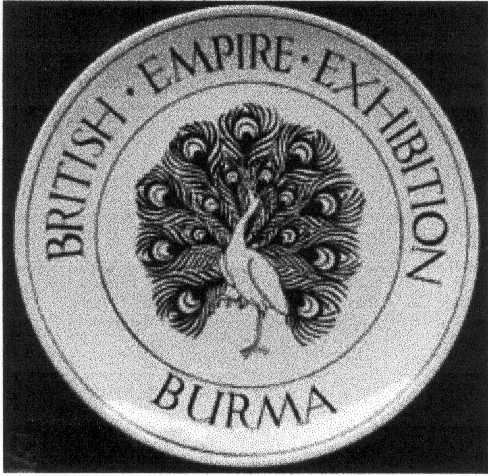 BRITISH · EMPIRE · EXHIBITION
BURMA